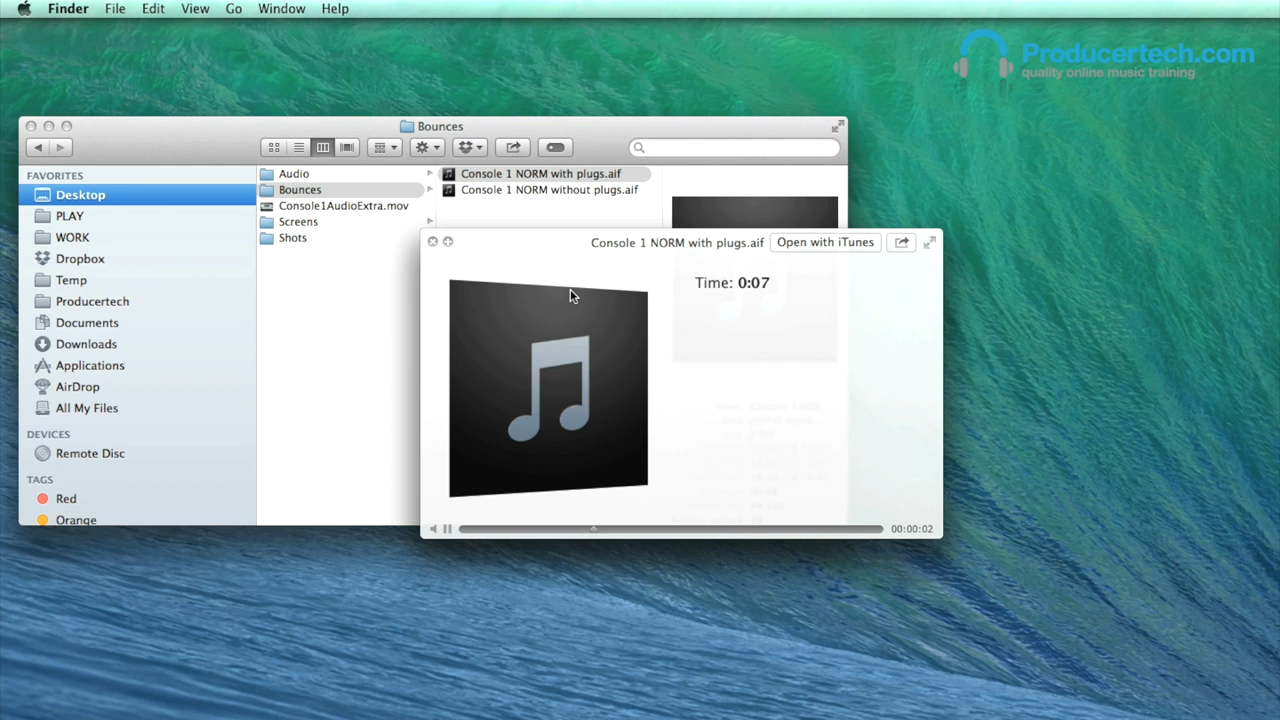 Finder File Edit View Go Window Help
Producertech.com
quality online music training
Bounces
FAVORITES
Desktop
PLAY
WORK
Dropbox
Temp
Producertech
Documents
Downloads
Applications
AirDrop
All My Files
DEVICES
Remote Disc
TAGS
Red
Orange
Audio
Bounces
Console1AudioExtra.mov
Screens
Shots
Console 1 NORM with plugs.aif
Console 1 NORM without plugs.aif
Console 1 NORM with plugs.aif Open with iTunes
Time: 0:07
00:00:02